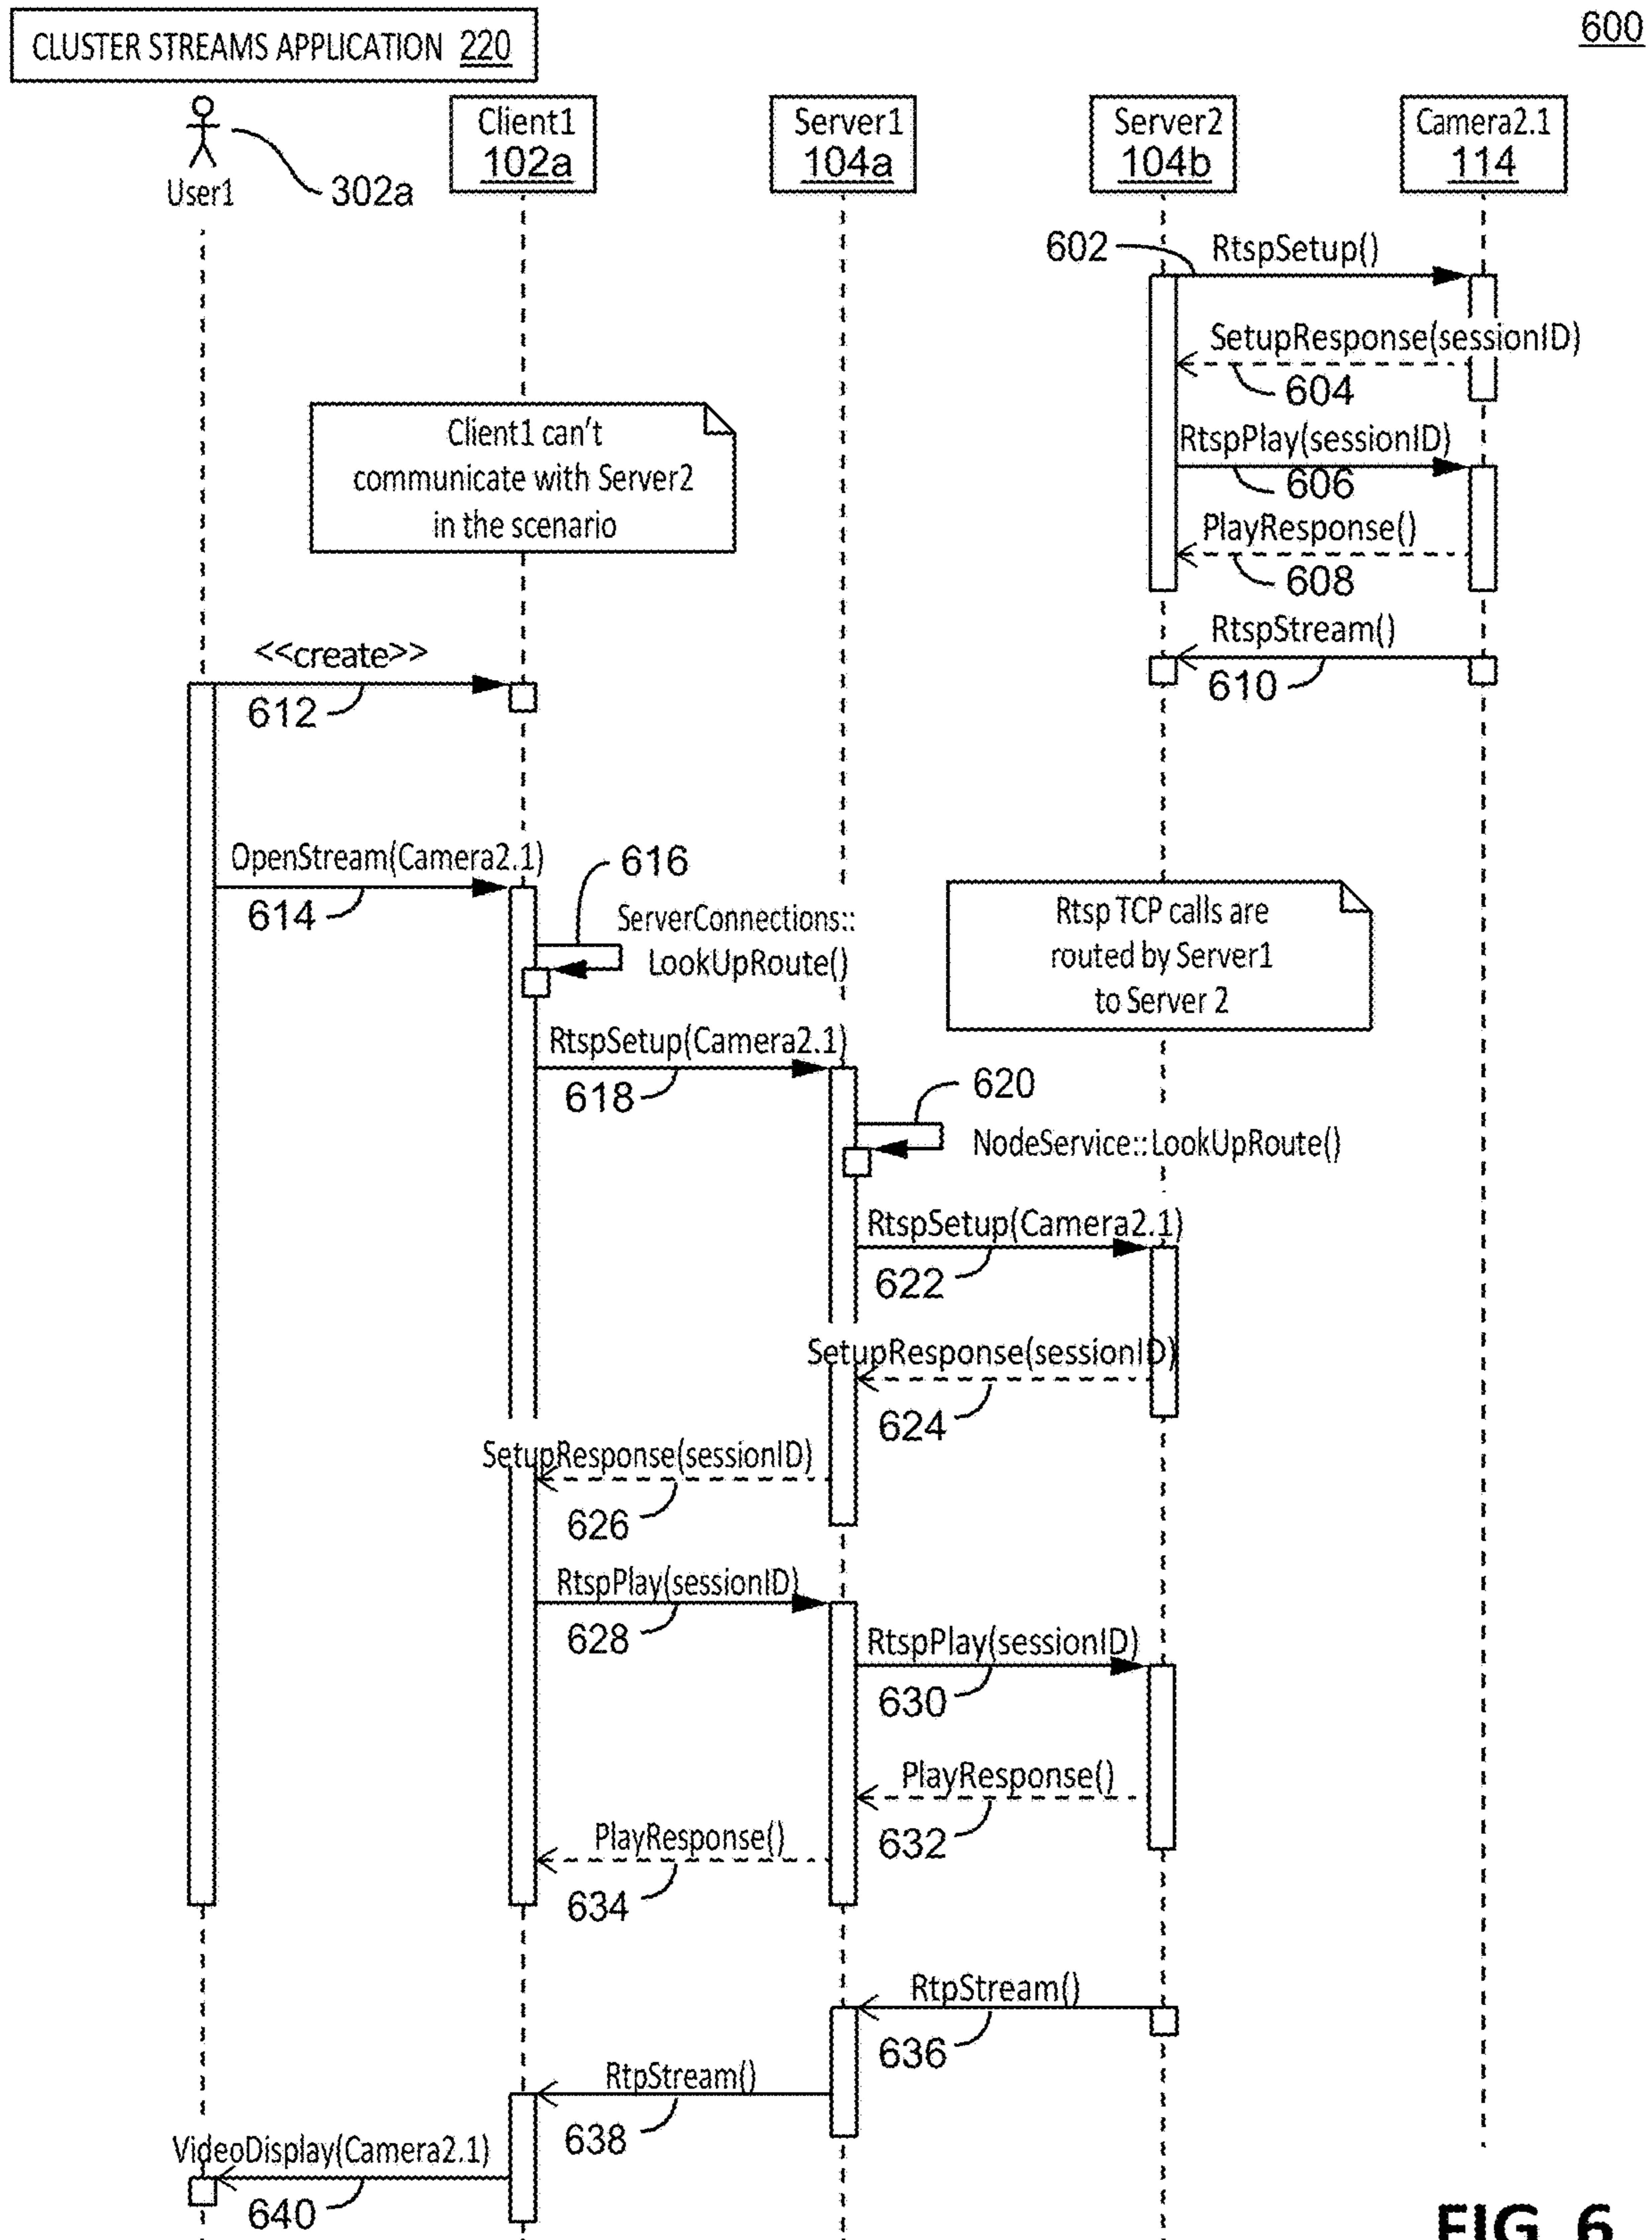 600
CLUSTER STREAMS APPLICATION 220
User1
302a
Client1
102a
Server1
104a
Server2
104b
Camera2.1
114
602
RtspSetup()
SetupResponse(sessionID)
604
Client1 can't
communicate with Server2
in the scenario
RtspPlay(sessionID)
606
PlayResponse()
608
RtspStream()
610
<<create>>
612
OpenStream(Camera2.1)
614
616
ServerConnections::
LookUpRoute()
Rtsp TCP calls are
routed by Server1
to Server 2
RtspSetup(Camera2.1)
618
620
NodeService::LookUpRoute()
RtspSetup(Camera2.1)
622
SetupResponse(sessionID)
624
SetupResponse(sessionID)
626
RtspPlay(sessionID)
628
RtspPlay(sessionID)
630
PlayResponse()
632
PlayResponse()
634
RtpStream()
636
RtpStream()
638
VideoDisplay(Camera2.1)
640
FIG. 6